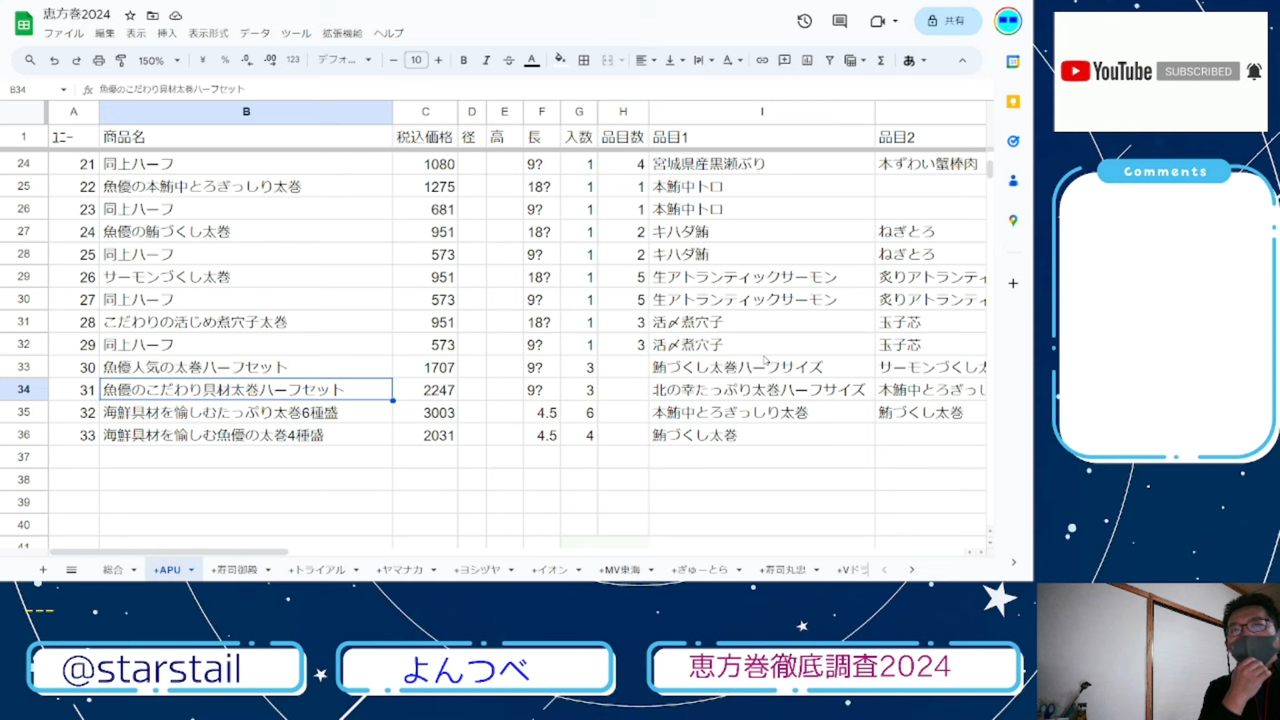 恵方巻2024
ファイル 編集 表示 挿入 表示形式 データ ツール 拡張機能 ヘルプ
共有
150% ¥ % .0 .00 123 デフォ... 10 B I A Σ あ
B34 fx 魚優のこだわり具材太巻ハーフセット
A B C D E F G H I
1 ﾕﾆｰ 商品名 税込価格 径 高 長 入数 品目数 品目1 品目2
24 21 同上ハーフ 1080 9? 1 4 宮城県産黒瀬ぶり 本ずわい蟹棒肉
25 22 魚優の本鮪中とろぎっしり太巻 1275 18? 1 1 本鮪中トロ
26 23 同上ハーフ 681 9? 1 1 本鮪中トロ
27 24 魚優の鮪づくし太巻 951 18? 1 2 キハダ鮪 ねぎとろ
28 25 同上ハーフ 573 9? 1 2 キハダ鮪 ねぎとろ
29 26 サーモンづくし太巻 951 18? 1 5 生アトランティックサーモン 炙りアトランティ
30 27 同上ハーフ 573 9? 1 5 生アトランティックサーモン 炙りアトランティ
31 28 こだわりの活じめ煮穴子太巻 951 18? 1 3 活〆煮穴子 玉子芯
32 29 同上ハーフ 573 9? 1 3 活〆煮穴子 玉子芯
33 30 魚優人気の太巻ハーフセット 1707 9? 3 鮪づくし太巻ハーフサイズ サーモンづくし太
34 31 魚優のこだわり具材太巻ハーフセット 2247 9? 3 北の幸たっぷり太巻ハーフサイズ 本鮪中とろぎっし
35 32 海鮮具材を愉しむたっぷり太巻6種盛 3003 4.5 6 本鮪中とろぎっしり太巻 鮪づくし太巻
36 33 海鮮具材を愉しむ魚優の太巻4種盛 2031 4.5 4 鮪づくし太巻
37
38
39
40
41
+ 総合 +APU +寿司御殿 +トライアル +ヤマナカ +ヨシヅヤ +イオン +MV東海 +ぎゅーとら +寿司丸忠 +Vドラ
YouTube SUBSCRIBED
Comments
---
@starstail
よんつべ
恵方巻徹底調査2024